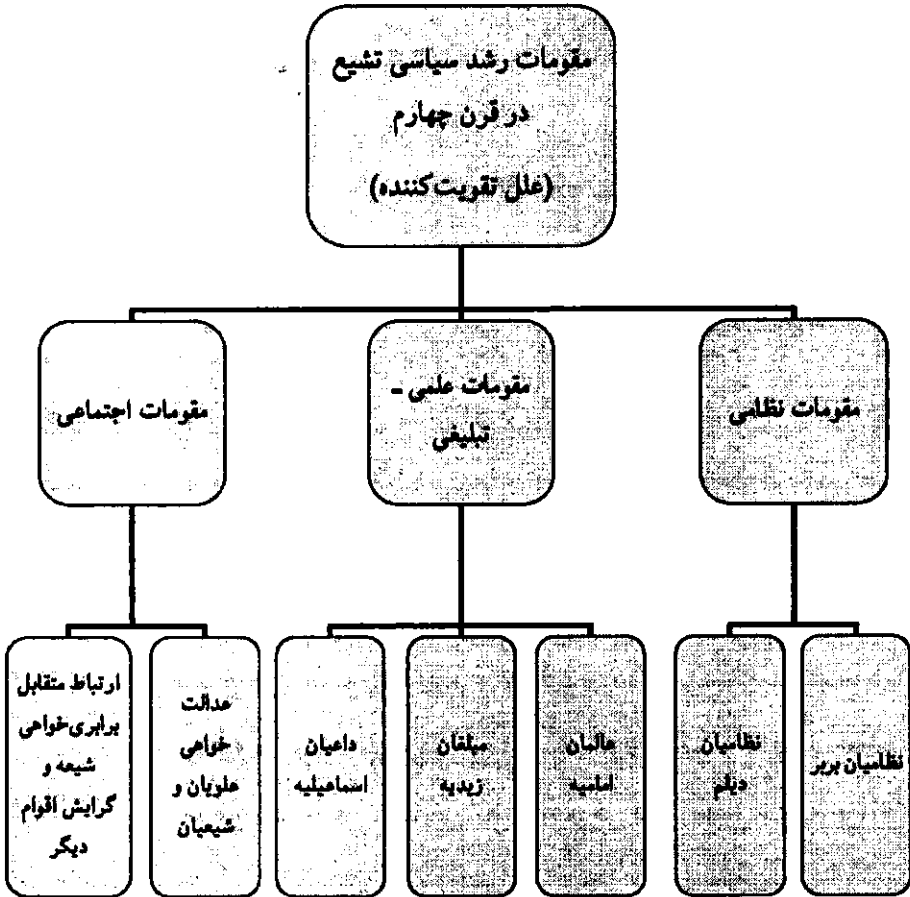 مقومات رشد سیاسی تشیع
در قرن چهارم
(علل تقویت‌کننده)
مقومات نظامی
مقومات علمی -
تبلیغی
مقومات اجتماعی
نظامیان بربر
نظامیان
دیلم
عالمان
امامیه
مبلغان
زیدیه
داعیان
اسماعیلیه
عدالت
خواهی
علویان و
شیعیان
ارتباط متقابل
برابری‌خواهی
شیعه و
گرایش اقوام
دیگر